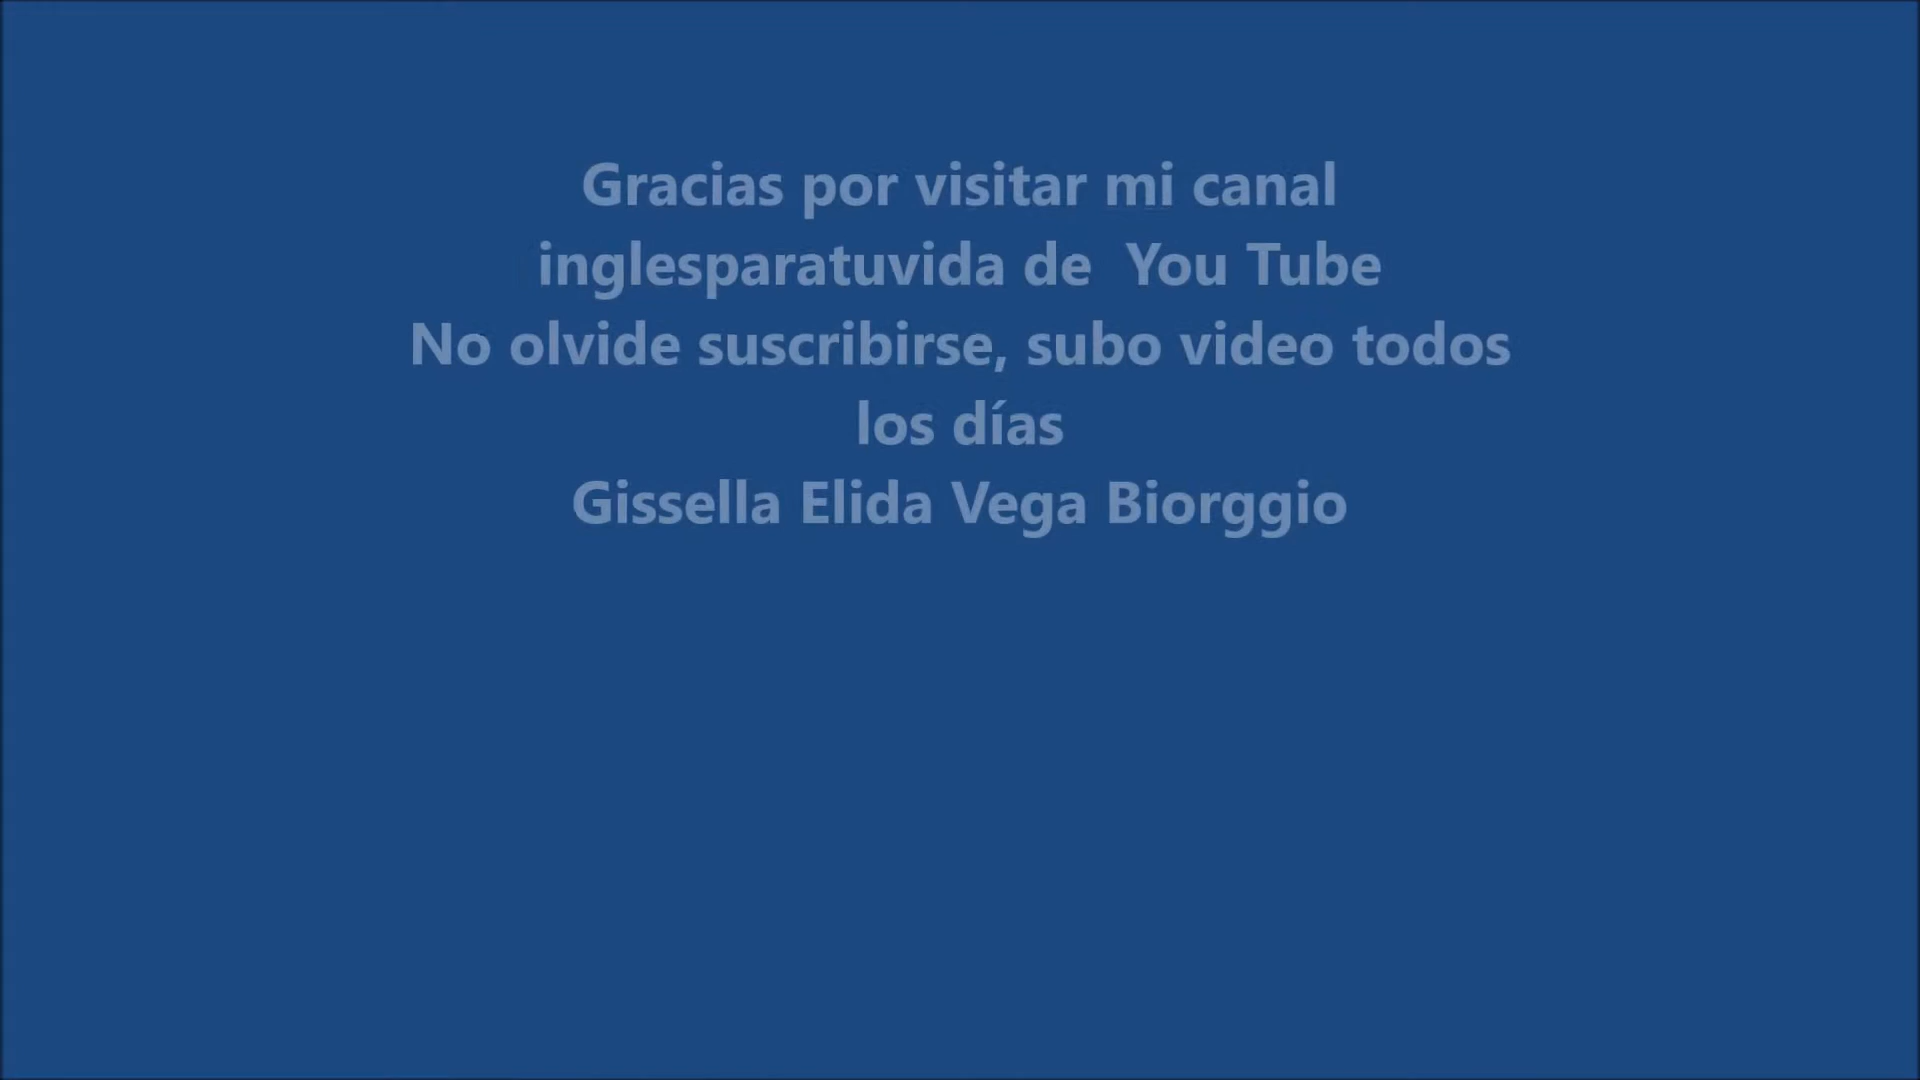 Gracias por visitar mi canal
inglesparatuvida de  You Tube
No olvide suscribirse, subo video todos
los días
Gissella Elida Vega Biorggio